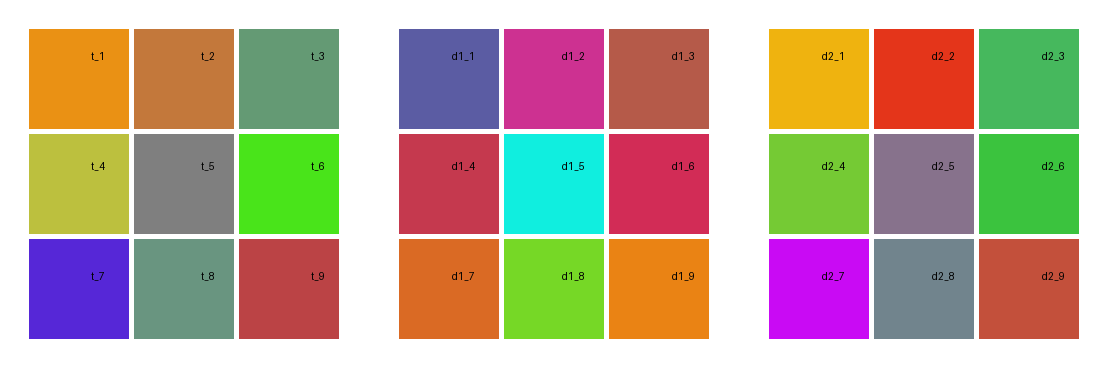 t_1 t_2 t_3 d1_1 d1_2 d1_3 d2_1 d2_2 d2_3
t_4 t_5 t_6 d1_4 d1_5 d1_6 d2_4 d2_5 d2_6
t_7 t_8 t_9 d1_7 d1_8 d1_9 d2_7 d2_8 d2_9